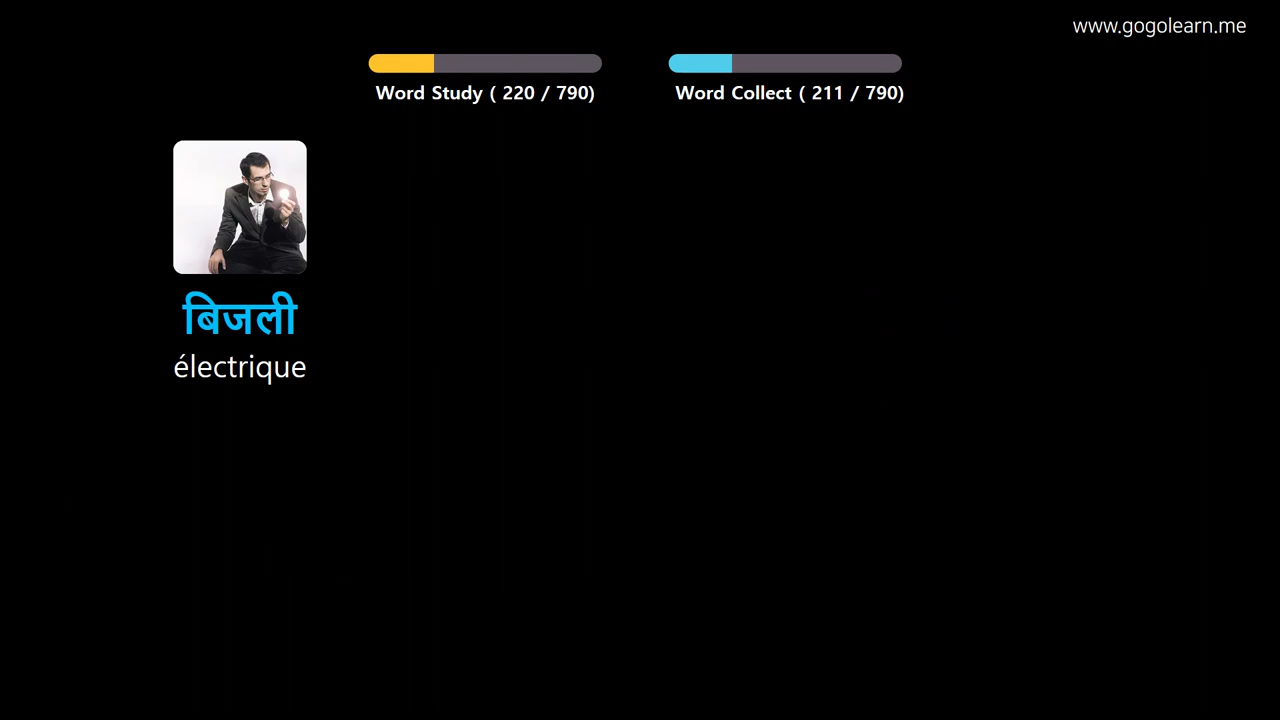 www.gogolearn.me
Word Study ( 220 / 790)
Word Collect ( 211 / 790)
बिजली
électrique